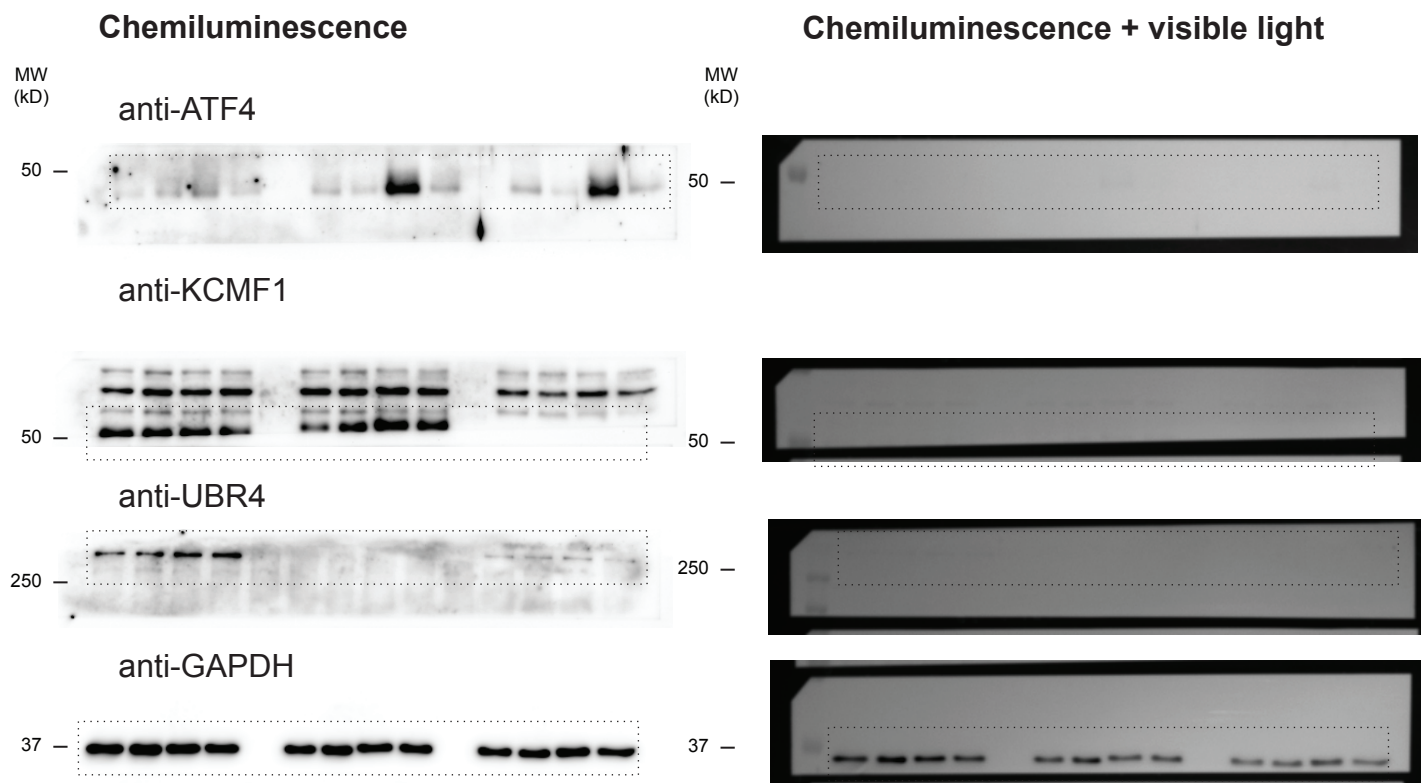 Chemiluminescence
Chemiluminescence + visible light
MW
(kD)
MW
(kD)
anti-ATF4
50 –
50 –
anti-KCMF1
50 –
50 –
anti-UBR4
250 –
250 –
anti-GAPDH
37 –
37 –